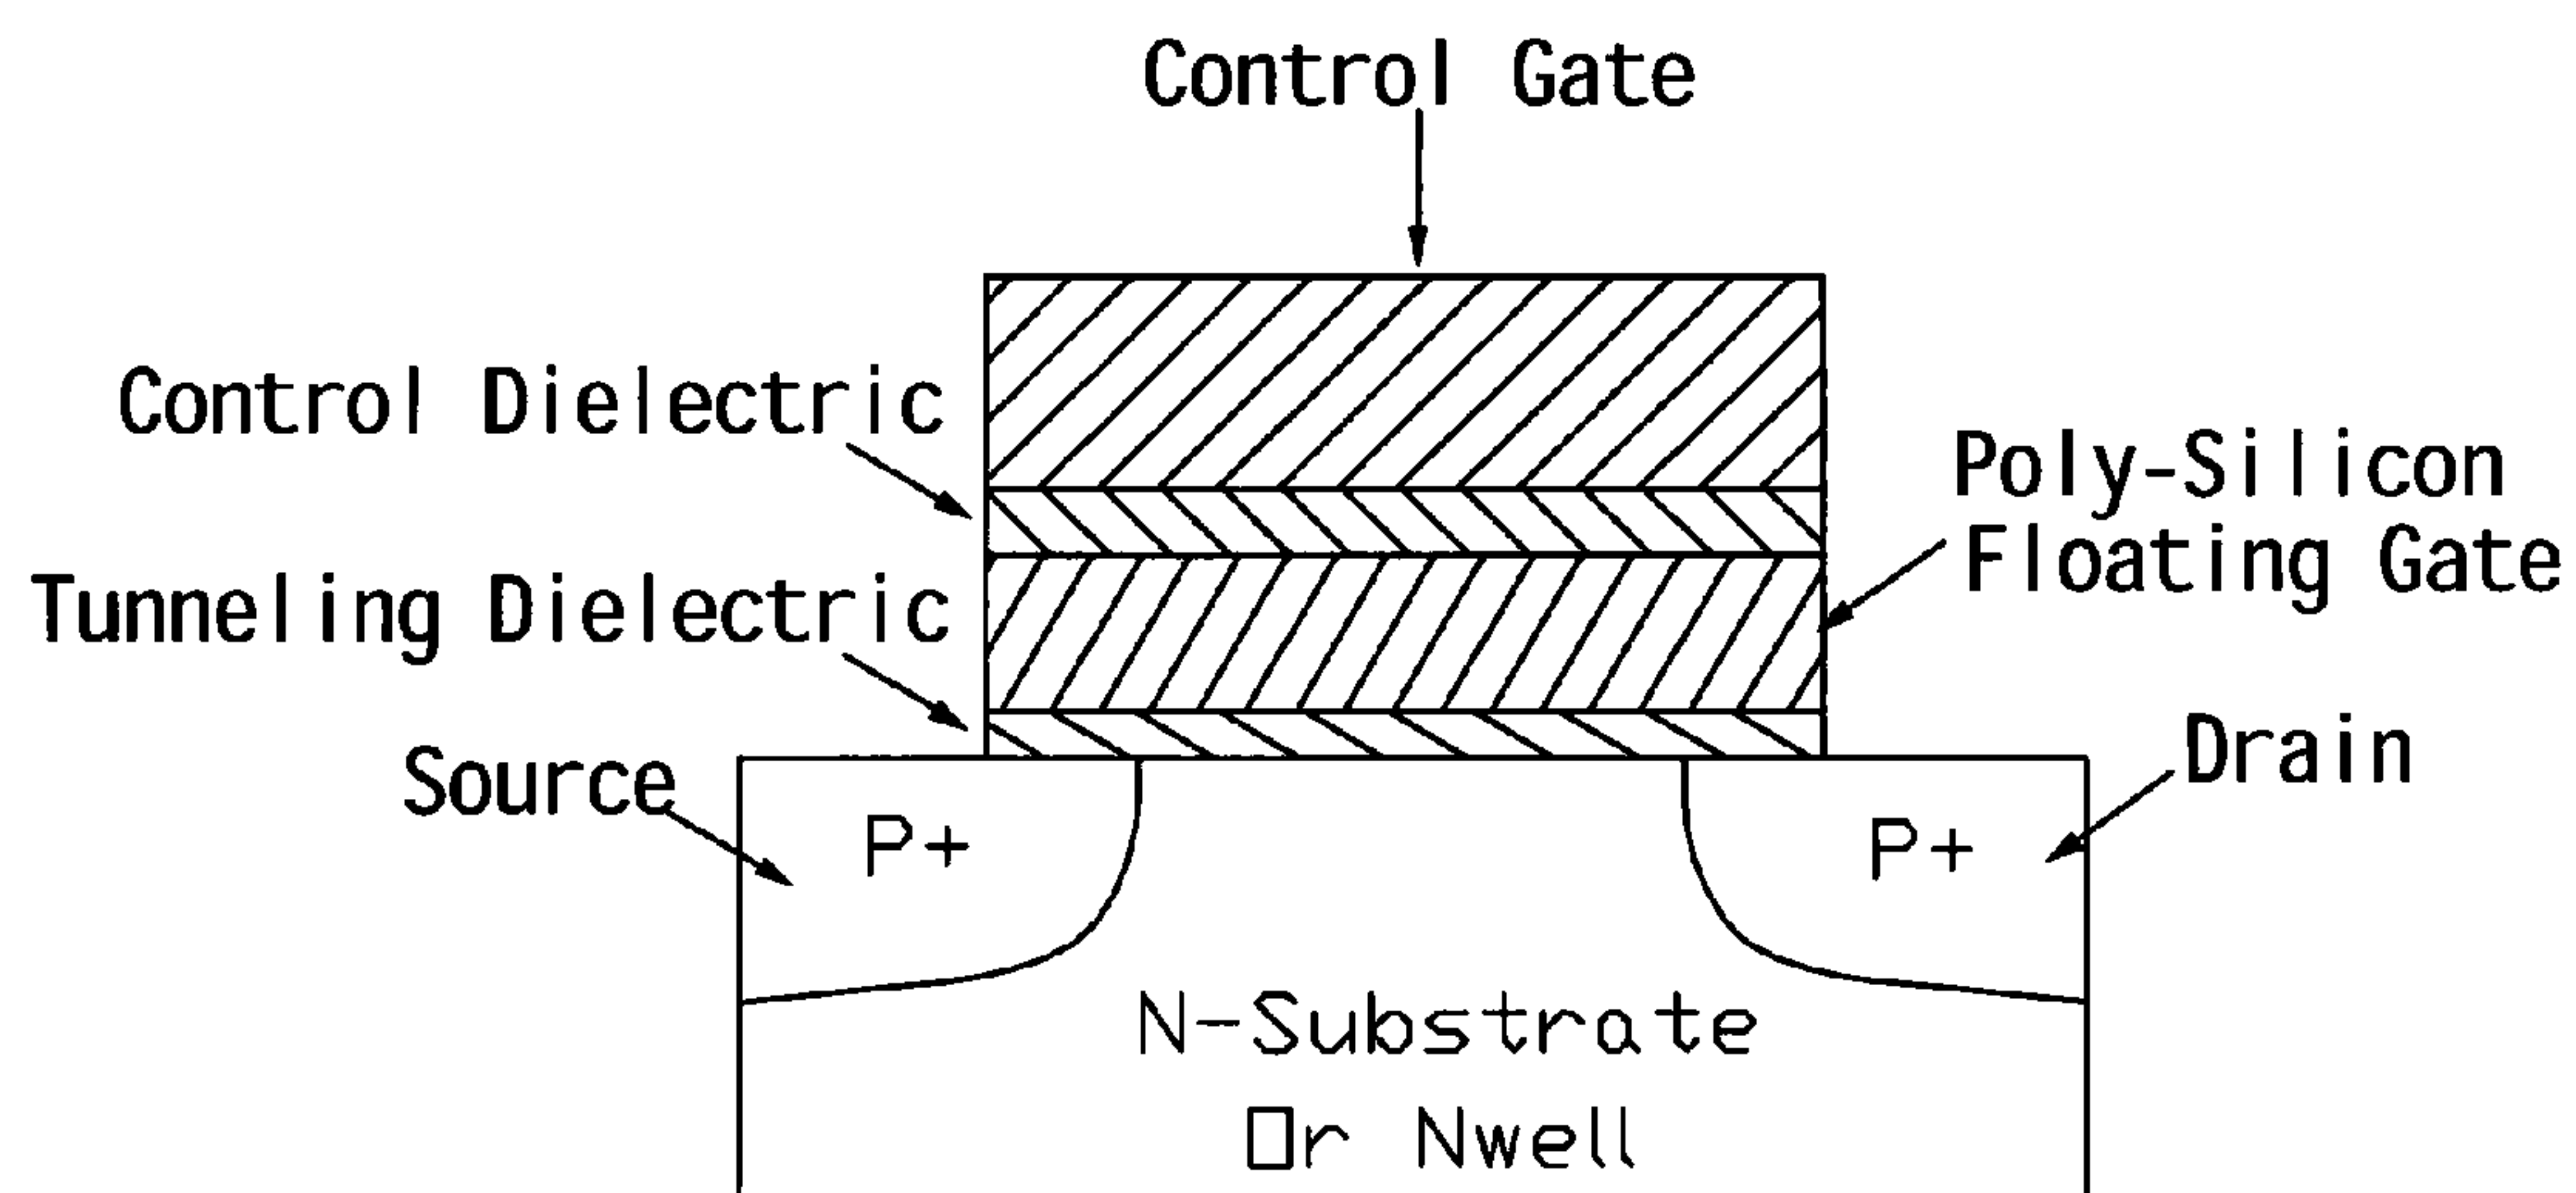 Control Gate
Control Dielectric
Poly-Silicon
Floating Gate
Tunneling Dielectric
Source
Drain
P+
P+
N-Substrate
Or Nwell